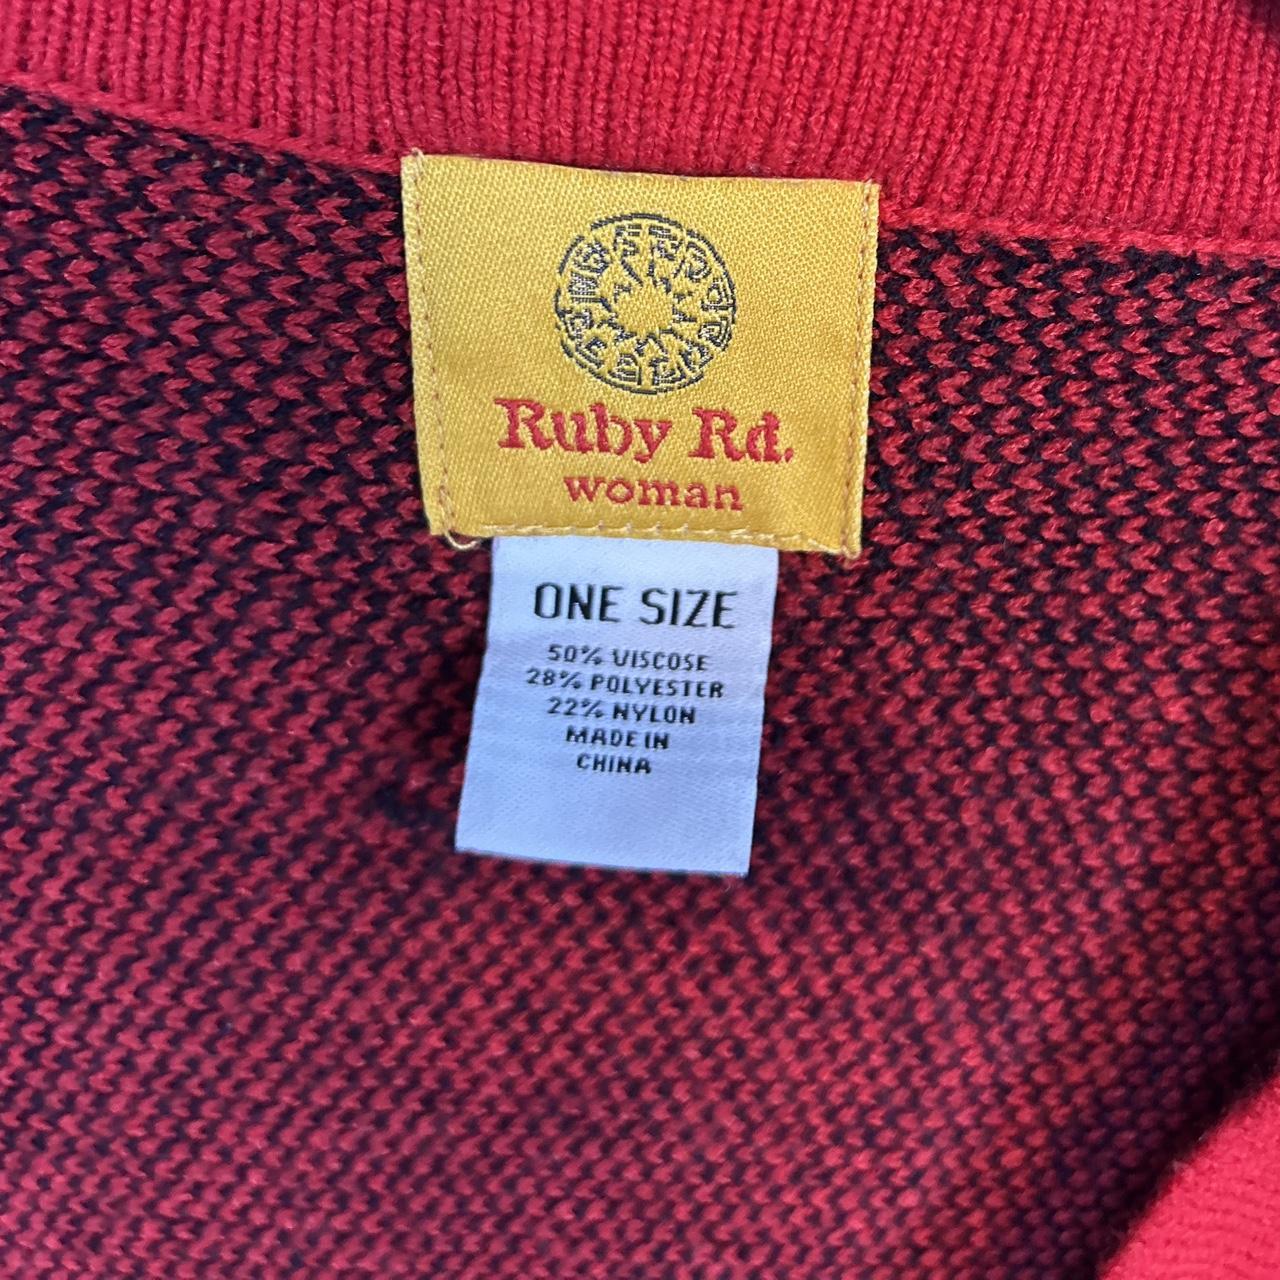 Ruby Rd.
woman
ONE SIZE
50% VISCOSE
28% POLYESTER
22% NYLON
MADE IN
CHINA